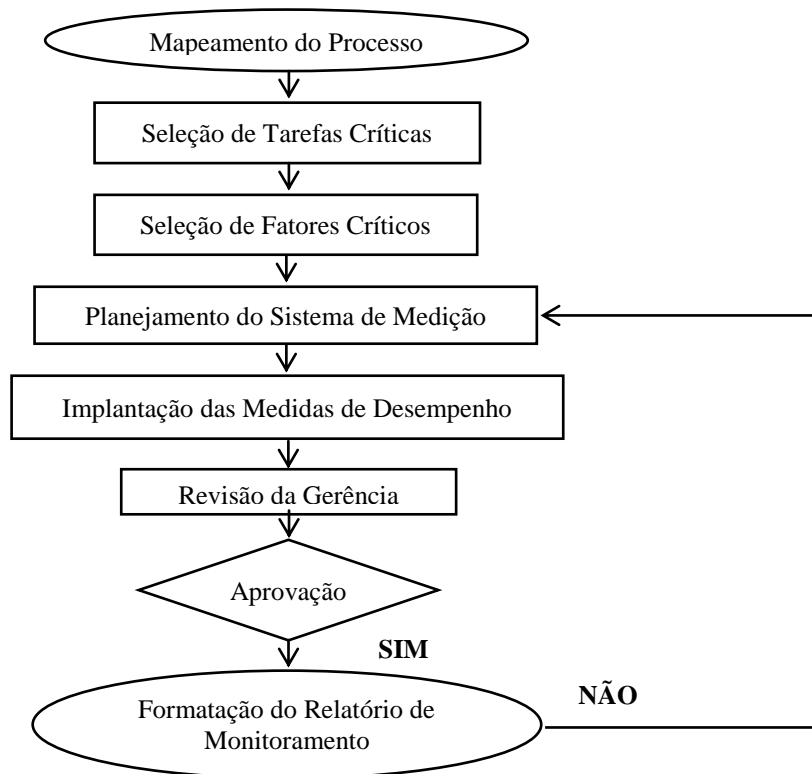 Mapeamento do Processo
Seleção de Tarefas Críticas
Seleção de Fatores Críticos
Planejamento do Sistema de Medição
Implantação das Medidas de Desempenho
Revisão da Gerência
Aprovação
SIM
NÃO
Formatação do Relatório de
Monitoramento